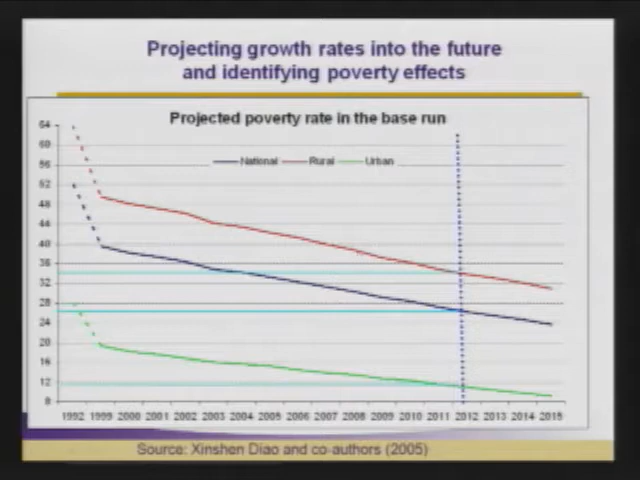 Projecting growth rates into the future
and identifying poverty effects
Projected poverty rate in the base run
64
60
56
52
48
44
40
36
32
28
24
20
16
12
8
National Rural Urban
1992 1999 2000 2001 2002 2003 2004 2005 2006 2007 2008 2009 2010 2011 2012 2013 2014 2015
Source: Xinshen Diao and co-authors (2005)